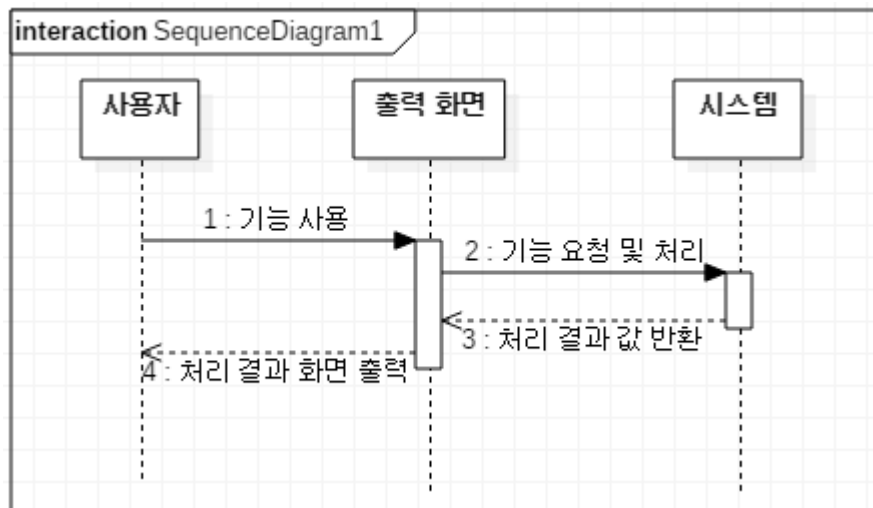 interaction SequenceDiagram1
사용자
출력 화면
시스템
1 : 기능 사용
2 : 기능 요청 및 처리
3 : 처리 결과 값 반환
4 : 처리 결과 화면 출력